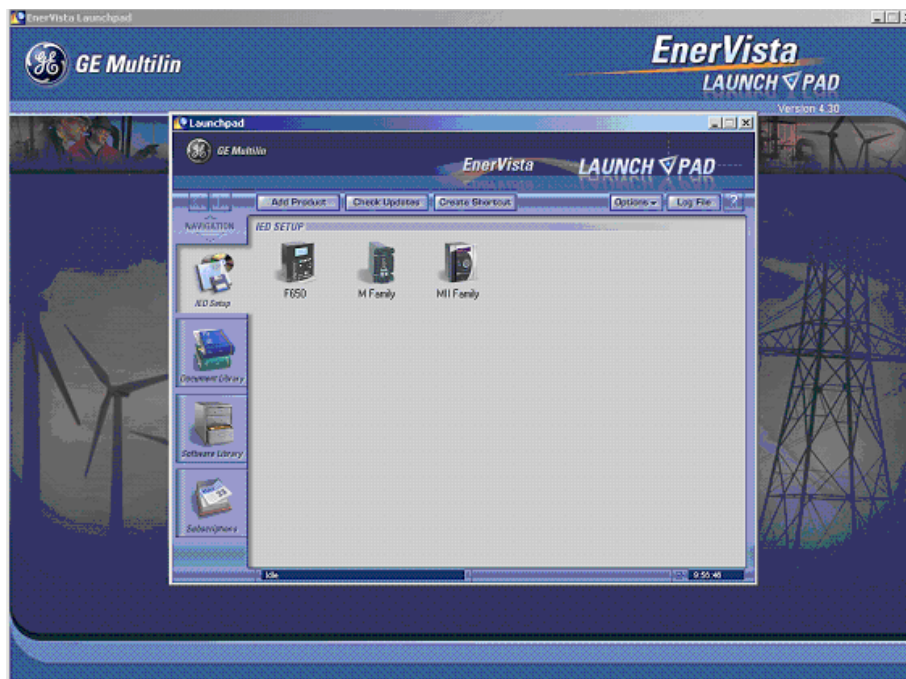 EnerVista Launchpad
GE Multilin
EnerVista
LAUNCH PAD
Version 4.30
Launchpad
GE Multilin
EnerVista LAUNCH PAD
Add Product Check Updates Create Shortcut Options Log File ?
NAVIGATION
IED SETUP
IED Setup
F650 M Family MII Family
Document Library
Software Library
Subscriptions
Idle
9:56:46